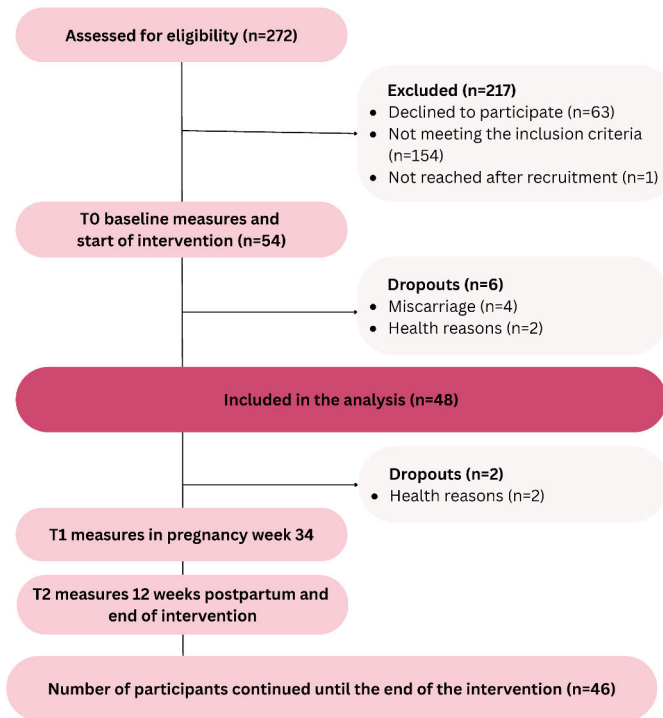 Assessed for eligibility (n=272)
Excluded (n=217)
• Declined to participate (n=63)
• Not meeting the inclusion criteria
(n=154)
• Not reached after recruitment (n=1)
T0 baseline measures and
start of intervention (n=54)
Dropouts (n=6)
• Miscarriage (n=4)
• Health reasons (n=2)
Included in the analysis (n=48)
Dropouts (n=2)
• Health reasons (n=2)
T1 measures in pregnancy week 34
T2 measures 12 weeks postpartum and
end of intervention
Number of participants continued until the end of the intervention (n=46)